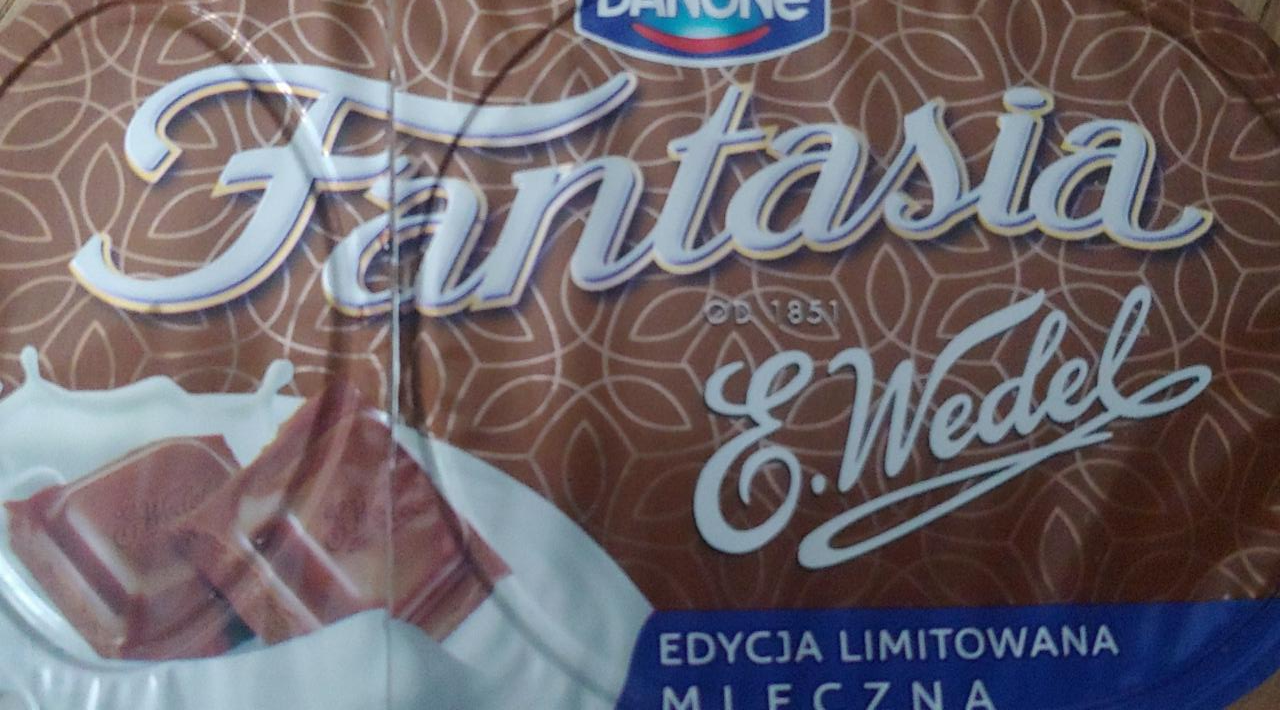 DANONE
Fantasia
OD 1851
E. Wedel
EDYCJA LIMITOWANA
MLECZNA